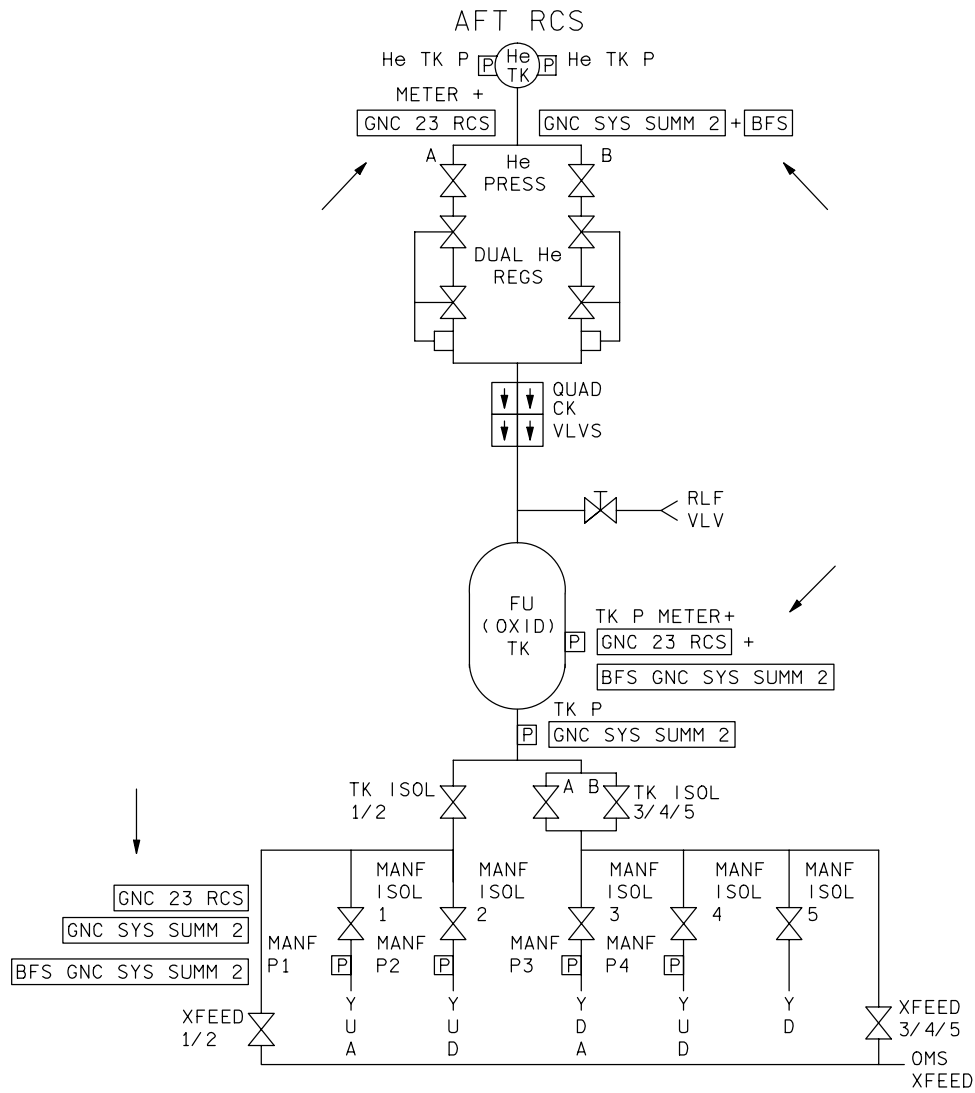 AFT RCS
He TK P
P
He
TK
P
He TK P
METER +
GNC 23 RCS
GNC SYS SUMM 2 + BFS
A
B
He
PRESS
DUAL He
REGS
QUAD
CK
VLVS
RLF
VLV
FU
(OXID)
TK
P
TK P METER+
GNC 23 RCS +
BFS GNC SYS SUMM 2
TK P
P
GNC SYS SUMM 2
TK ISOL
1/2
A B
TK ISOL
3/4/5
MANF
ISOL
1
MANF
ISOL
2
MANF
ISOL
3
MANF
ISOL
4
MANF
ISOL
5
GNC 23 RCS
GNC SYS SUMM 2
BFS GNC SYS SUMM 2
MANF
P1
P
MANF
P2
P
MANF
P3
P
MANF
P4
P
XFEED
1/2
Y
U
A
Y
U
D
Y
D
A
Y
U
D
Y
D
XFEED
3/4/5
OMS
XFEED